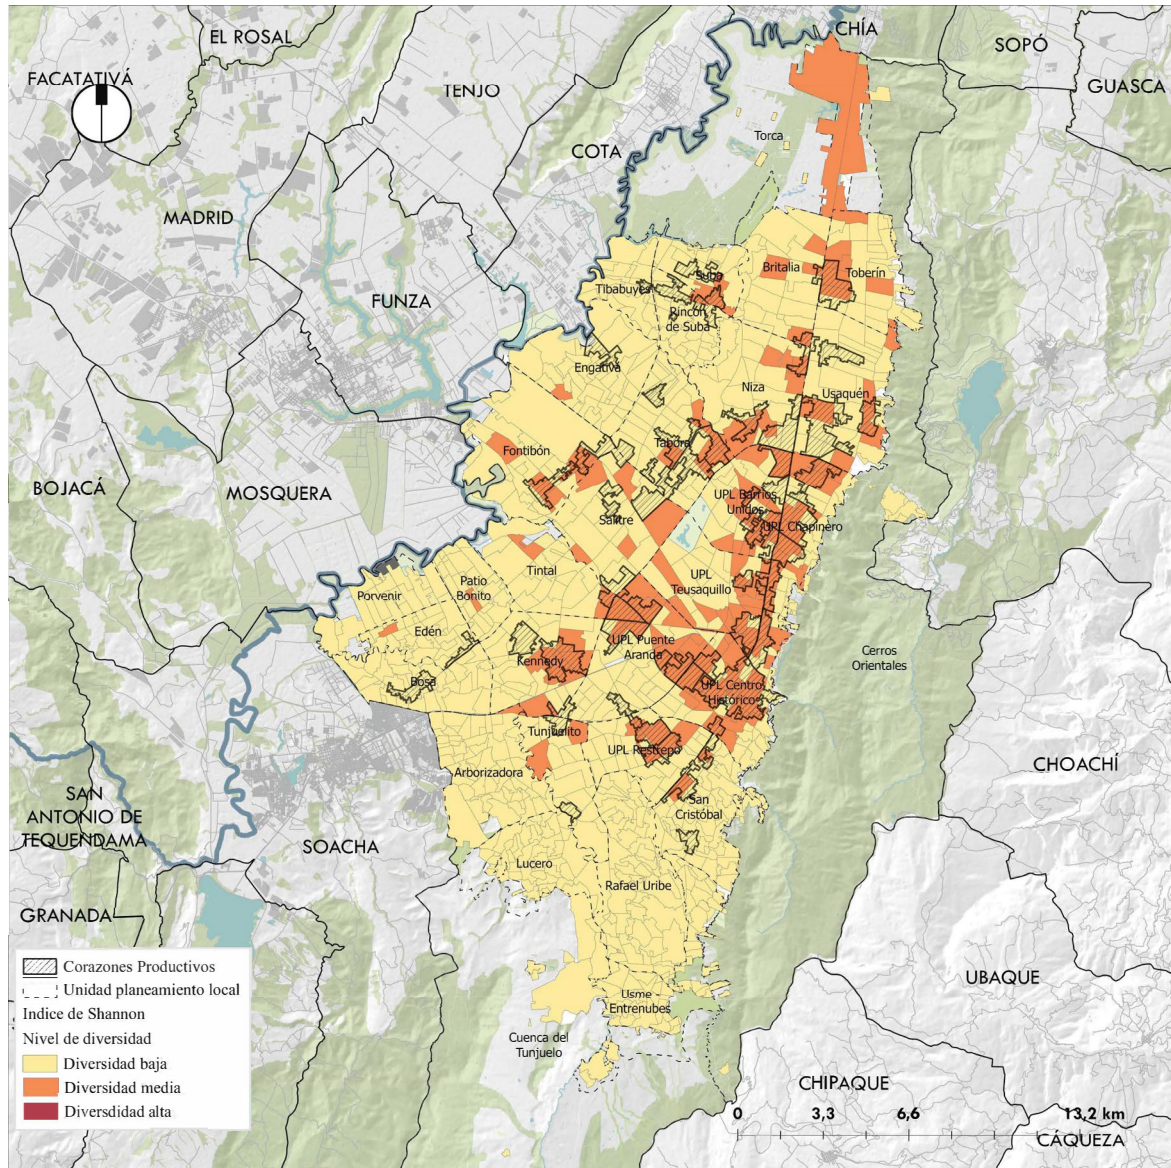 CHÍA
EL ROSAL
SOPÓ
FACATATIVÁ
GUASCA
TENJO
Torca
COTA
MADRID
Britalia
Toberín
Suba
Tibabuyes
FUNZA
Rincón
de Suba
Engativá
Niza
Usaquén
Tabora
Fontibón
BOJACÁ
MOSQUERA
UPL Barrios
Unidos
Salitre
UPL Chapinero
Tintal
UPL
Teusaquillo
Patio
Bonito
Porvenir
Edén
UPL Puente
Aranda
Cerros
Orientales
Kennedy
Bosa
UPL Centro
Histórico
Tunjuelito
UPL Restrepo
CHOACHÍ
Arborizadora
SAN
ANTONIO DE
TEQUENDAMA
San
Cristóbal
SOACHA
Lucero
Rafael Uribe
GRANADA
Corazones Productivos
Unidad planeamiento local
Indice de Shannon
Nivel de diversidad
Diversidad baja
Diversidad media
Diversdidad alta
UBAQUE
Usme -
Entrenubes
Cuenca del
Tunjuelo
CHIPAQUE
0 3,3 6,6 13,2 km
CÁQUEZA